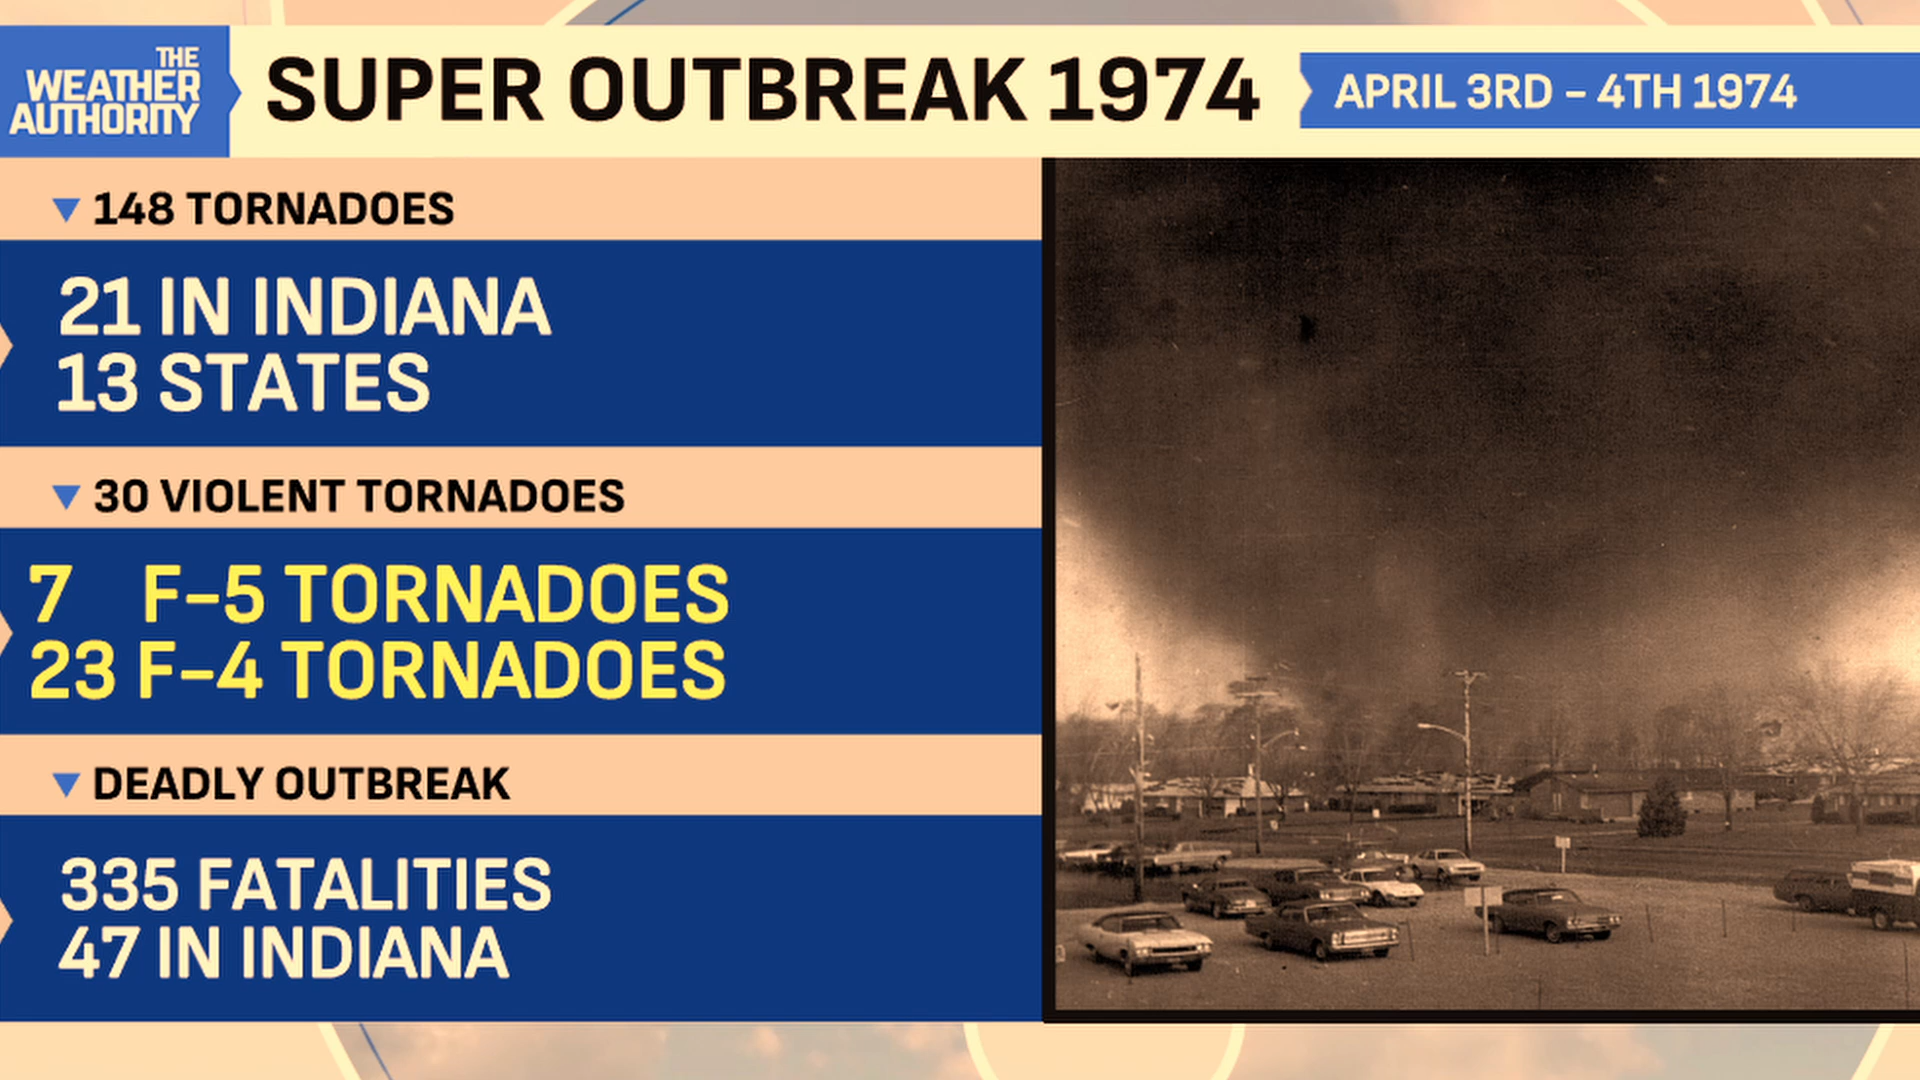 THE
WEATHER
AUTHORITY
SUPER OUTBREAK 1974
APRIL 3RD - 4TH 1974
148 TORNADOES
21 IN INDIANA
13 STATES
30 VIOLENT TORNADOES
7 F-5 TORNADOES
23 F-4 TORNADOES
DEADLY OUTBREAK
335 FATALITIES
47 IN INDIANA